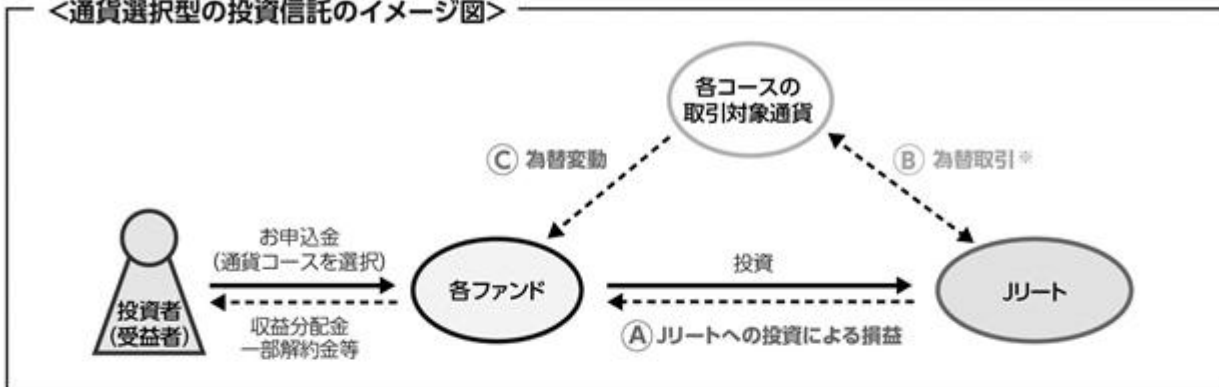 <通貨選択型の投資信託のイメージ図>
各コースの
取引対象通貨
Ⓒ 為替変動
Ⓑ 為替取引※
お申込金
(通貨コースを選択)
投資者
(受益者)
収益分配金
一部解約金等
各ファンド
投資
Ⓐ Jリートへの投資による損益
Jリート